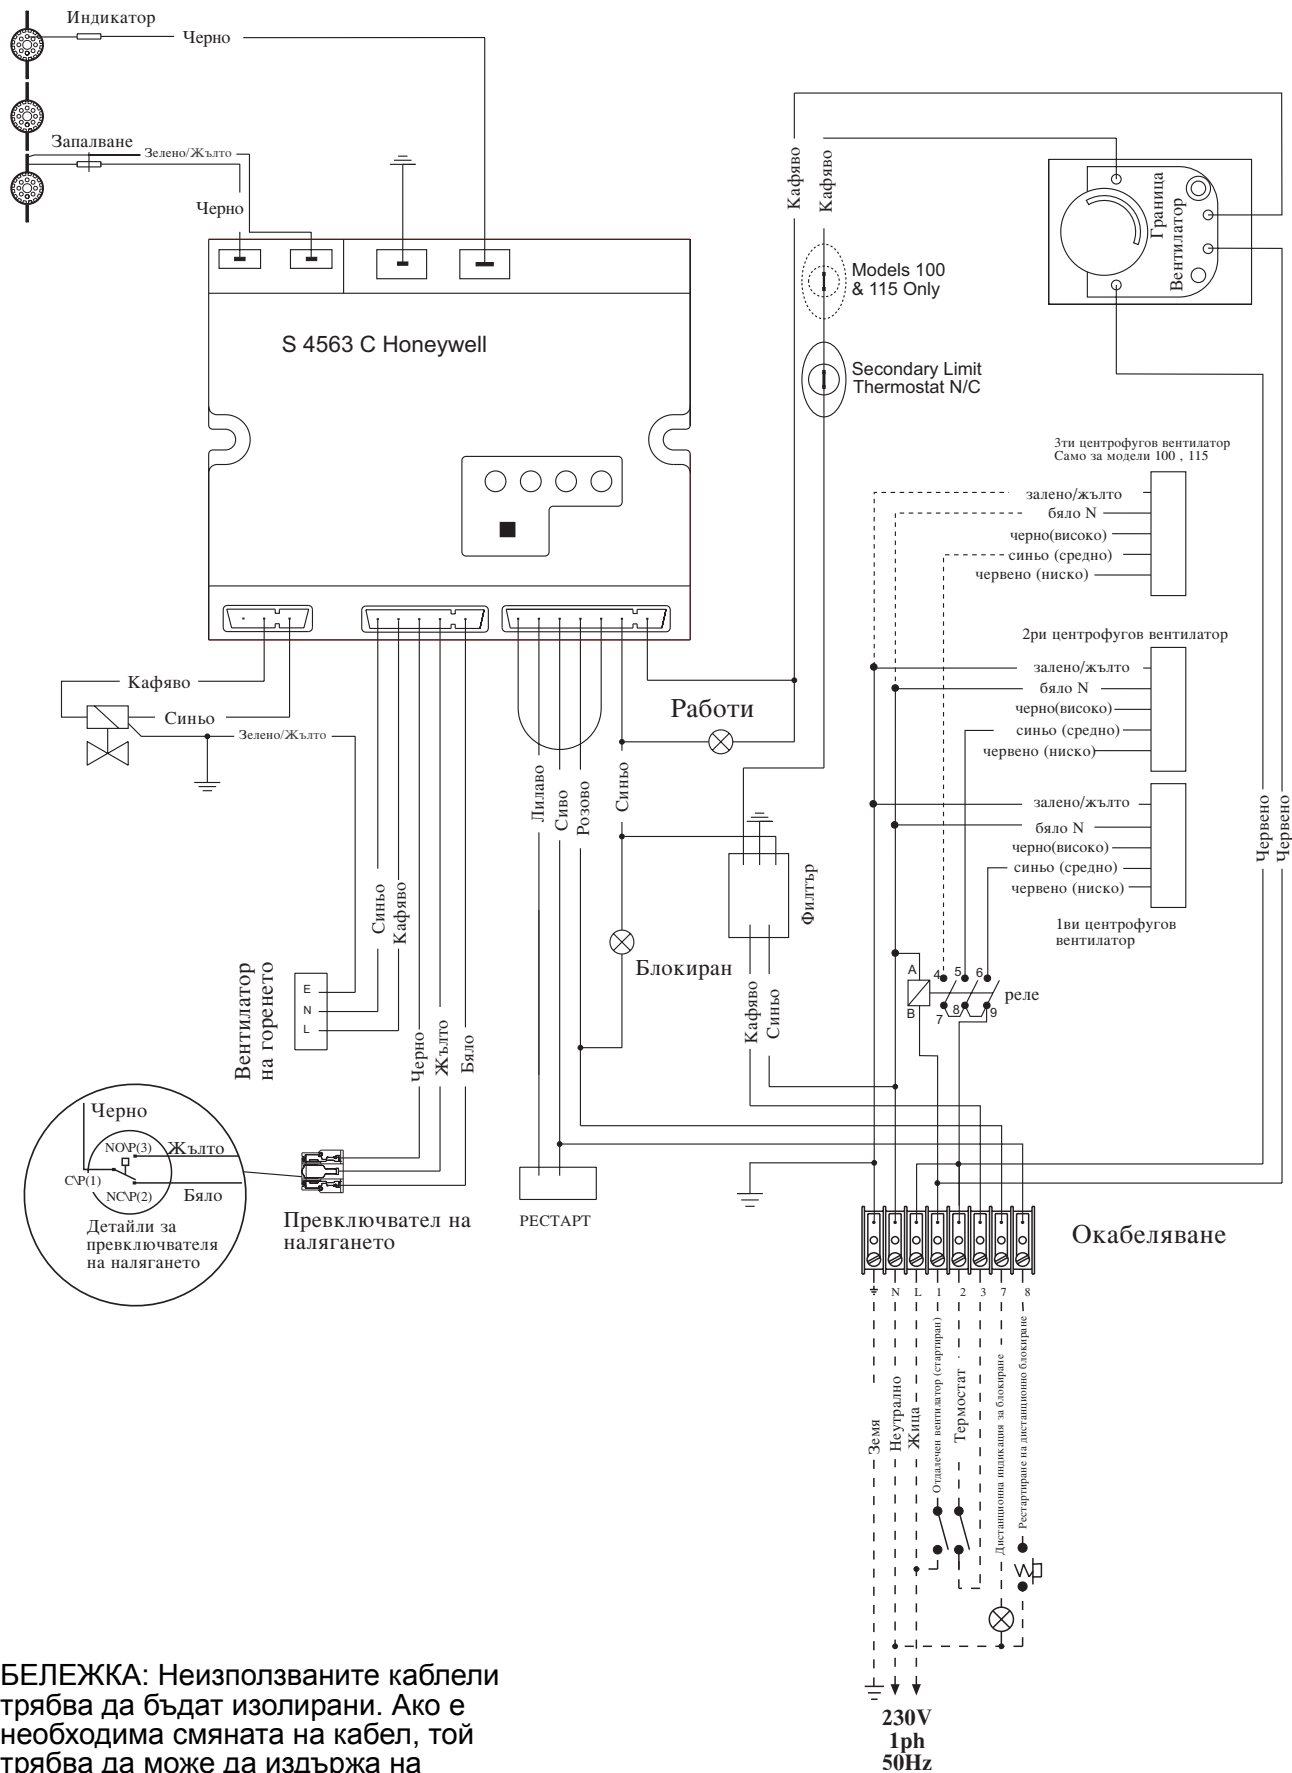 Индикатор
Черно
Запалване
Зелено/Жълто
Черно
S 4563 C Honeywell
Кафяво
Кафяво
Граница
Вентилатор
Models 100
& 115 Only
Secondary Limit
Thermostat N/C
3ти центрофугов вентилатор
Само за модели 100 , 115
залено/жълто
бяло N
черно(високо)
синьо (средно)
червено (ниско)
2ри центрофугов вентилатор
залено/жълто
бяло N
черно(високо)
синьо (средно)
червено (ниско)
залено/жълто
бяло N
черно(високо)
синьо (средно)
червено (ниско)
1ви центрофугов
вентилатор
Червено
Червено
Кафяво
Синьо
Зелено/Жълто
Работи
Лилаво
Сиво
Розово
Синьо
Филтър
Блокиран
Синьо
Кафяво
Кафяво
Синьо
A
B
4
5
6
7
8
9
реле
Вентилатор
на горенето
E
N
L
Черно
Жълто
Бяло
Черно
NO\P(3)
Жълто
C\P(1)
NC\P(2)
Бяло
Детайли за
превключвателя
на налягането
Превключвател на
налягането
РЕСТАРТ
Окабеляване
N
L
1
2
3
7
8
Земя
Неутрално
Жица
Отдалечен вентилатор (стартиран)
Термостат
Дистанционна индикация за блокиране
Рестартиране на дистанционно блокиране
230V
1ph
50Hz
БЕЛЕЖКА: Неизползваните каблели
трябва да бъдат изолирани. Ако е
необходима смяната на кабел, той
трябва да може да издържа на